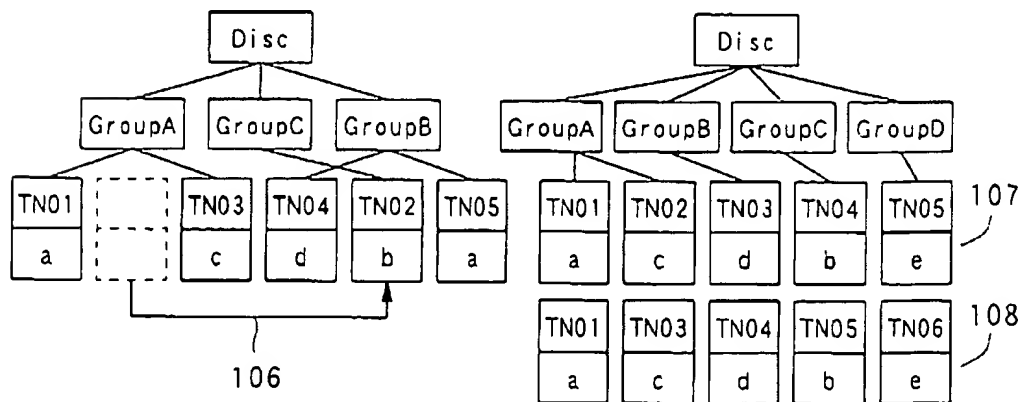 Disc
GroupA GroupC GroupB
TN01 TN03 TN04 TN02 TN05
a c d b a
106
Disc
GroupA GroupB GroupC GroupD
TN01 TN02 TN03 TN04 TN05
a c d b e
107
TN01 TN03 TN04 TN05 TN06
a c d b e
108